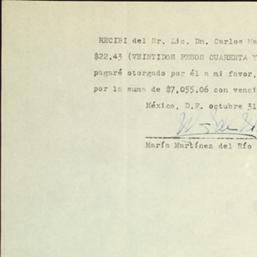 RECIBI del Sr. Lic. Dn. Carlos
$22.43 (VEINTIDOS PESOS CUARENTA Y
pagaré otorgado por él a mi favor,
por la suma de $7,055.06 con venci
México, D.F. octubre 31
María Martínez del Río